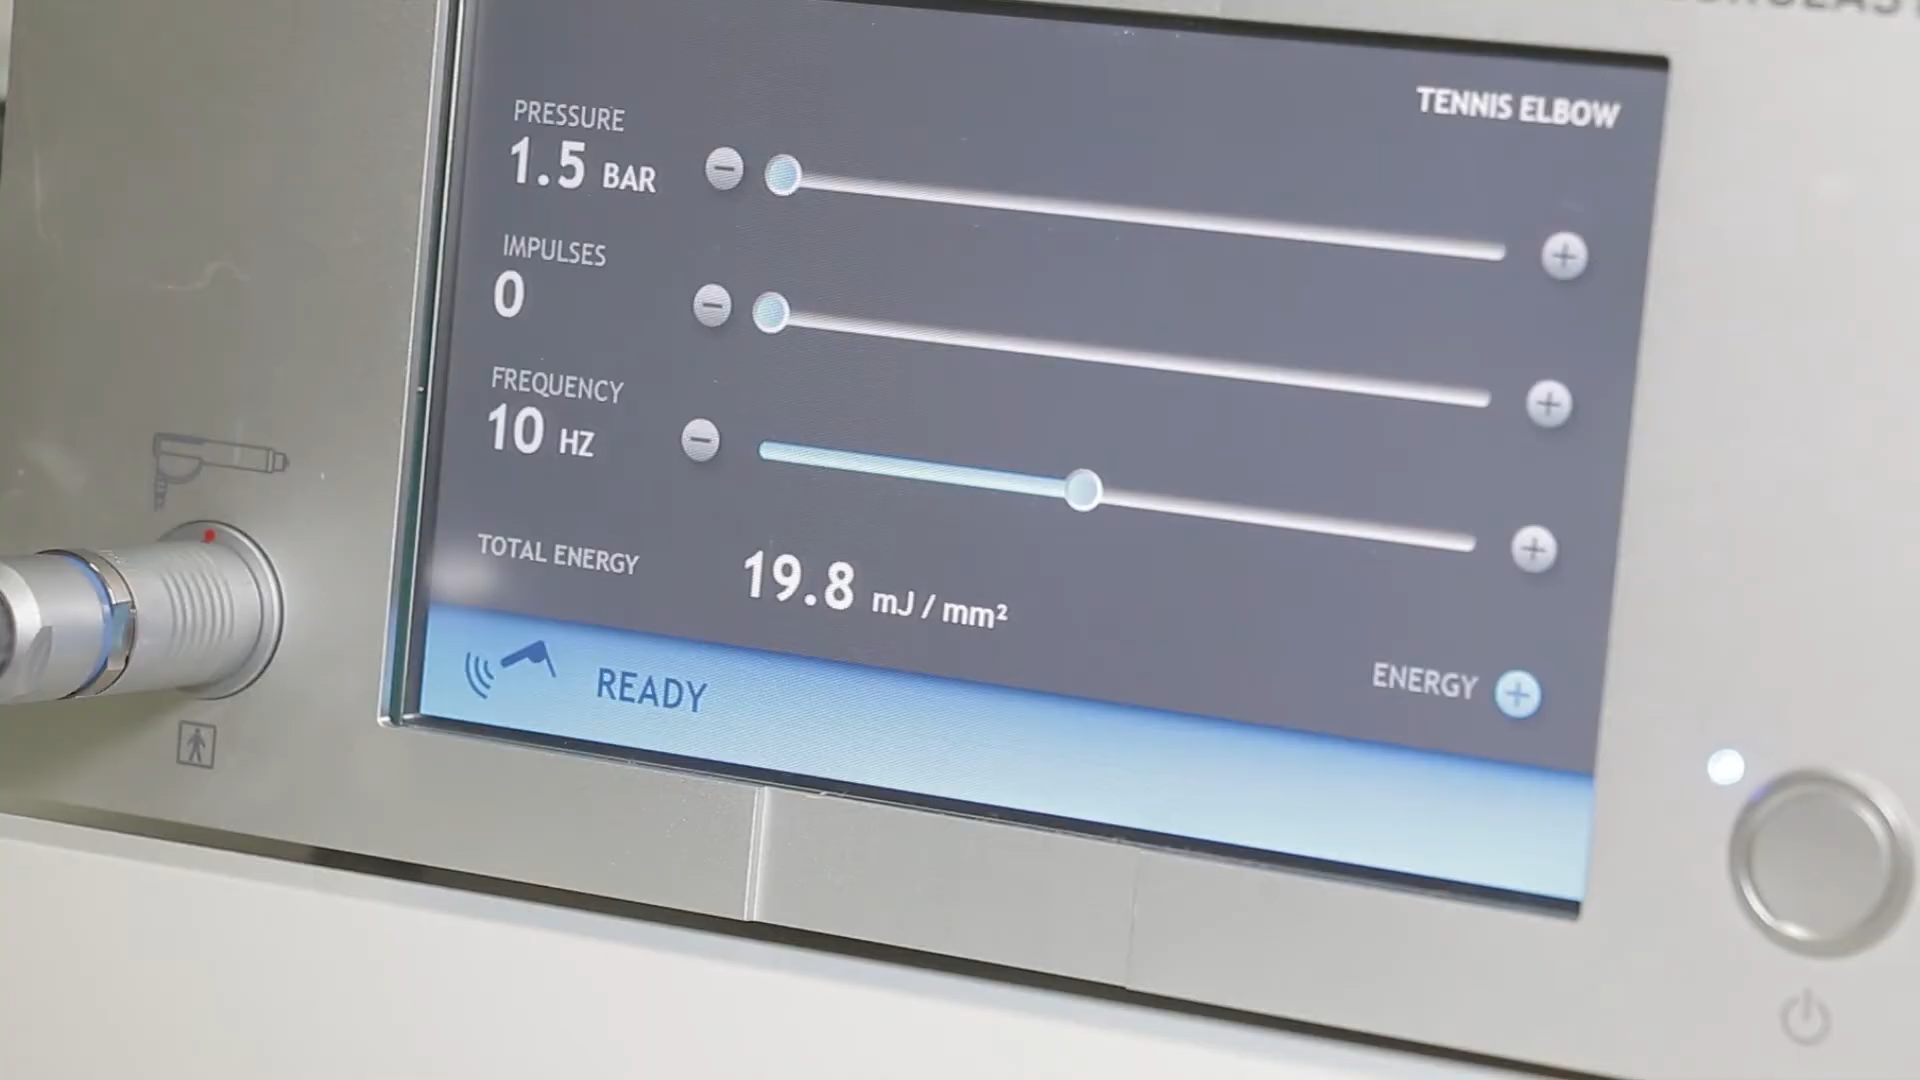 TENNIS ELBOW
PRESSURE
1.5 BAR
IMPULSES
0
FREQUENCY
10 HZ
TOTAL ENERGY
19.8 mJ / mm²
ENERGY
READY